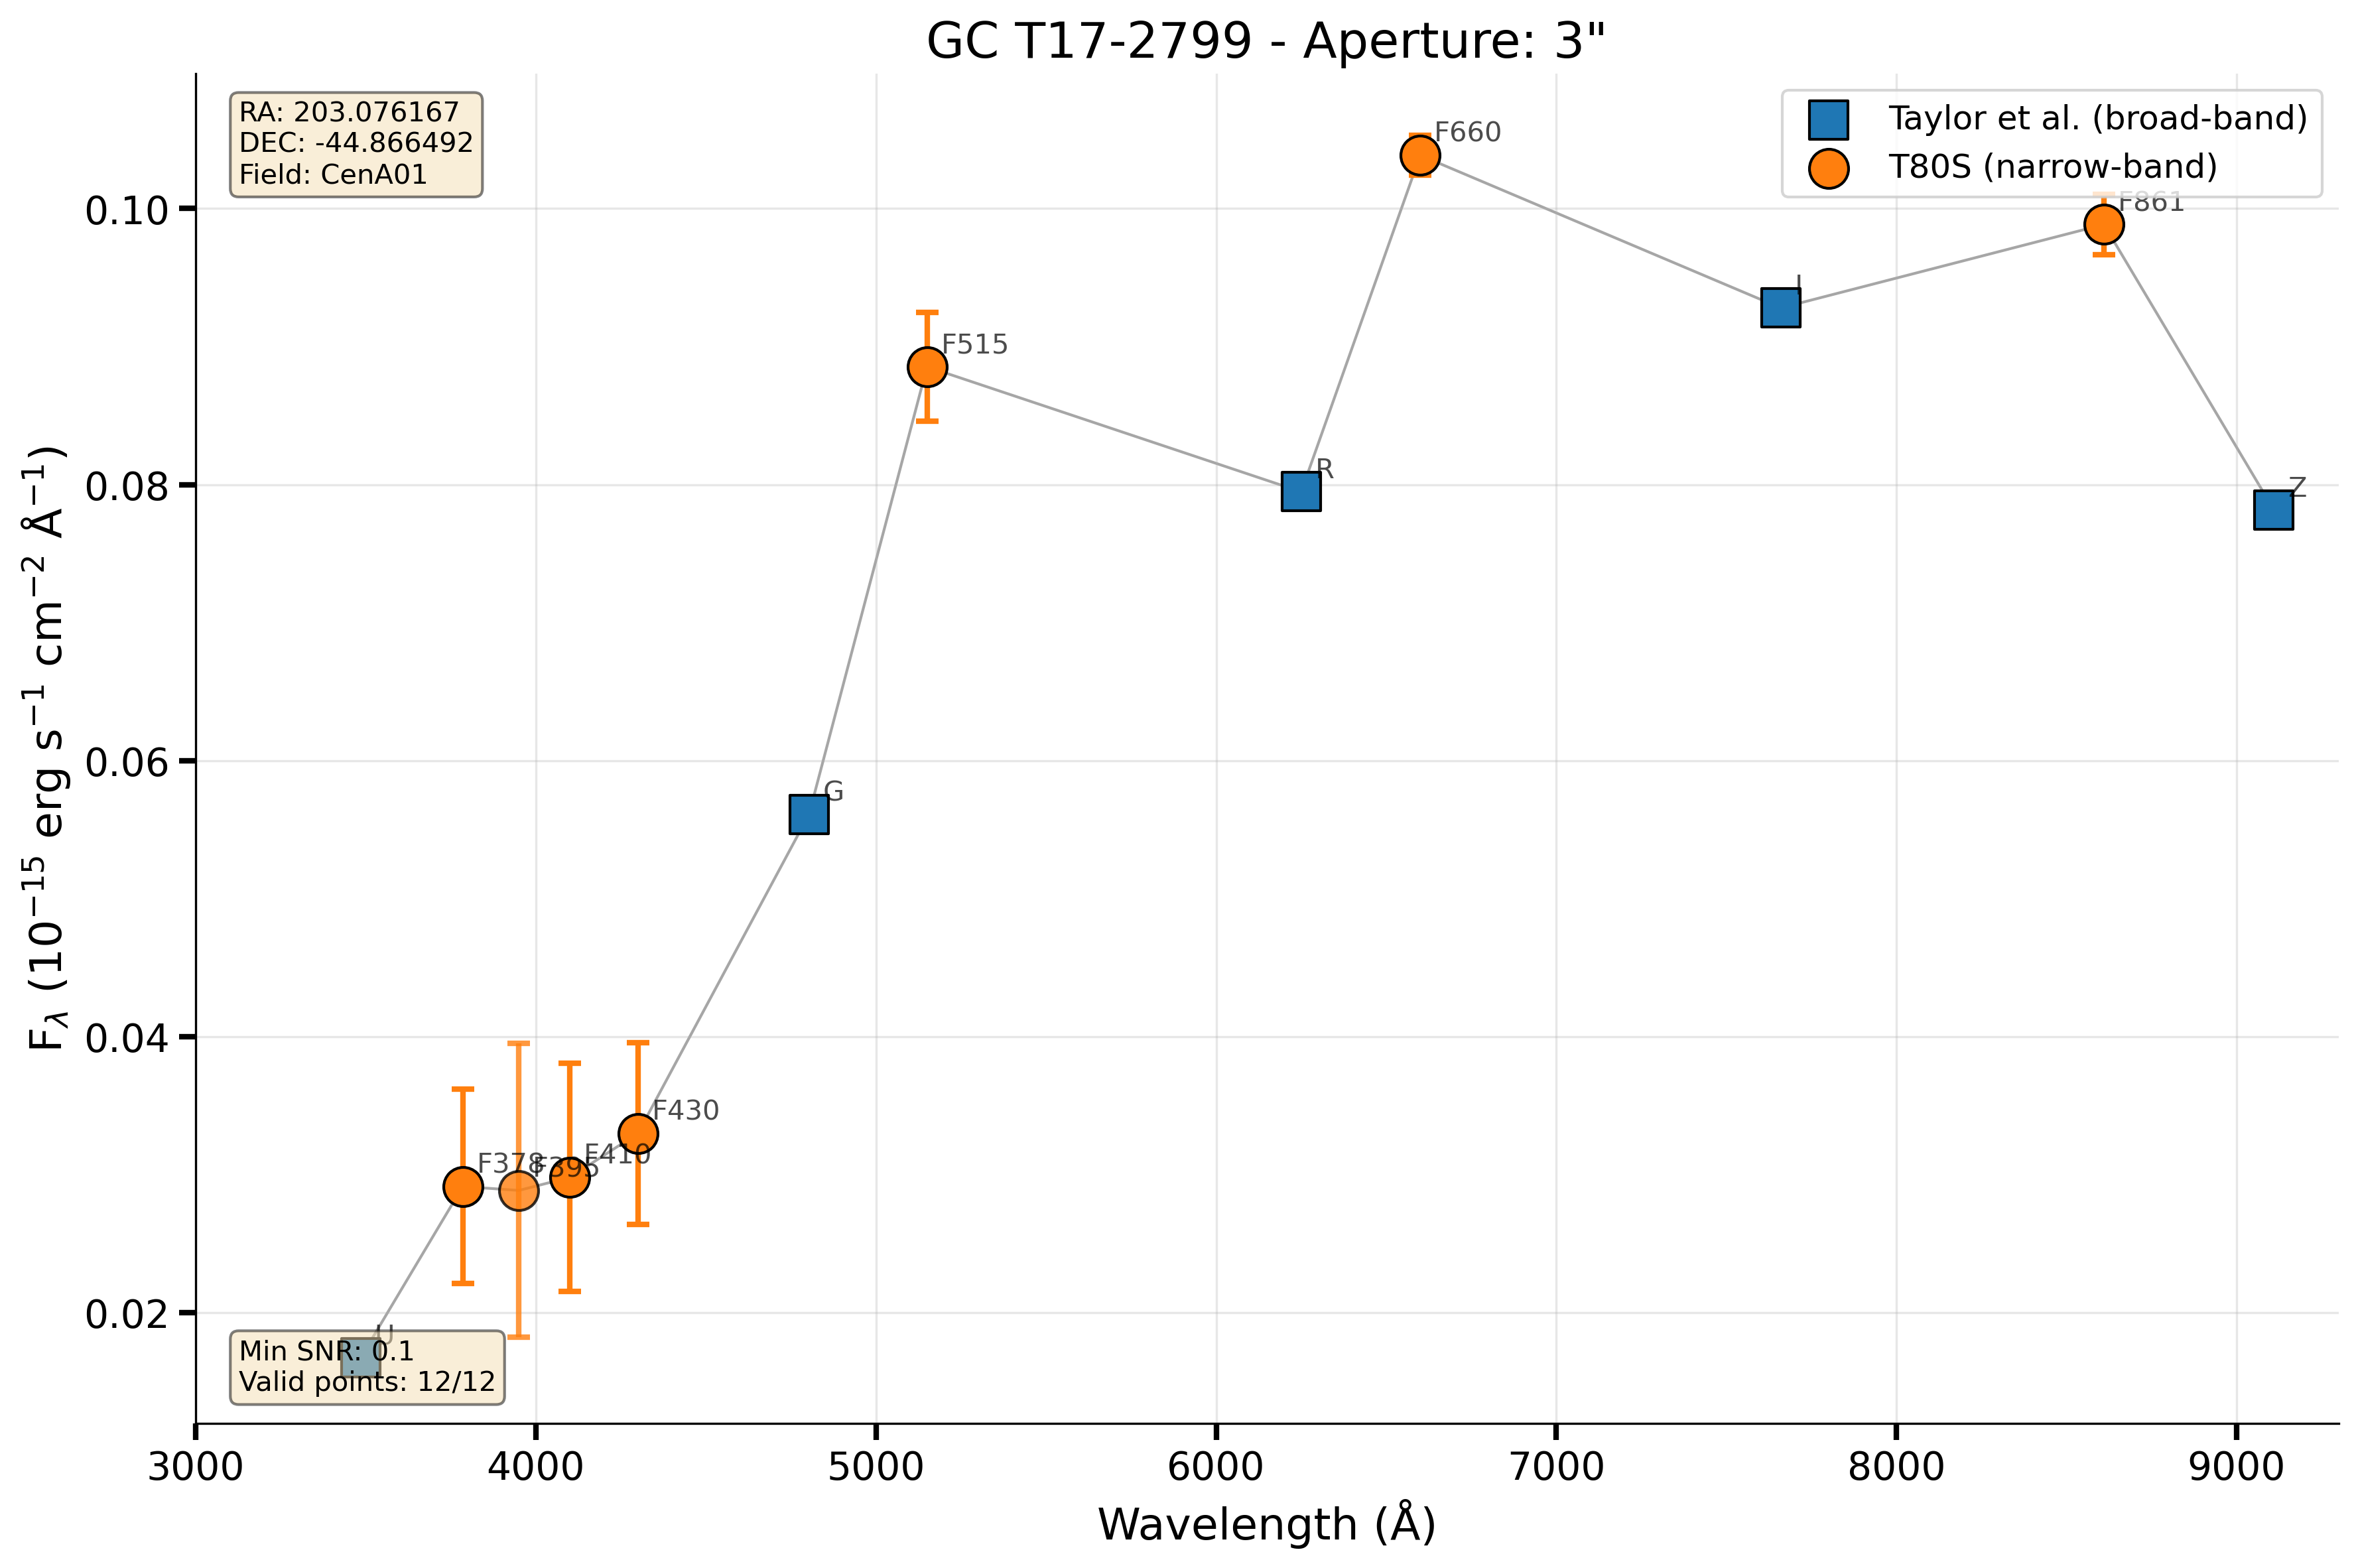 GC T17-2799 - Aperture: 3"
RA: 203.076167
DEC: -44.866492
Field: CenA01
Taylor et al. (broad-band)
T80S (narrow-band)
F660
F861
I
F515
R
Z
G
F430
F410
F378
F395
U
Min SNR: 0.1
Valid points: 12/12
0.10
0.08
0.06
0.04
0.02
F_λ (10⁻¹⁵ erg s⁻¹ cm⁻² Å⁻¹)
3000 4000 5000 6000 7000 8000 9000
Wavelength (Å)